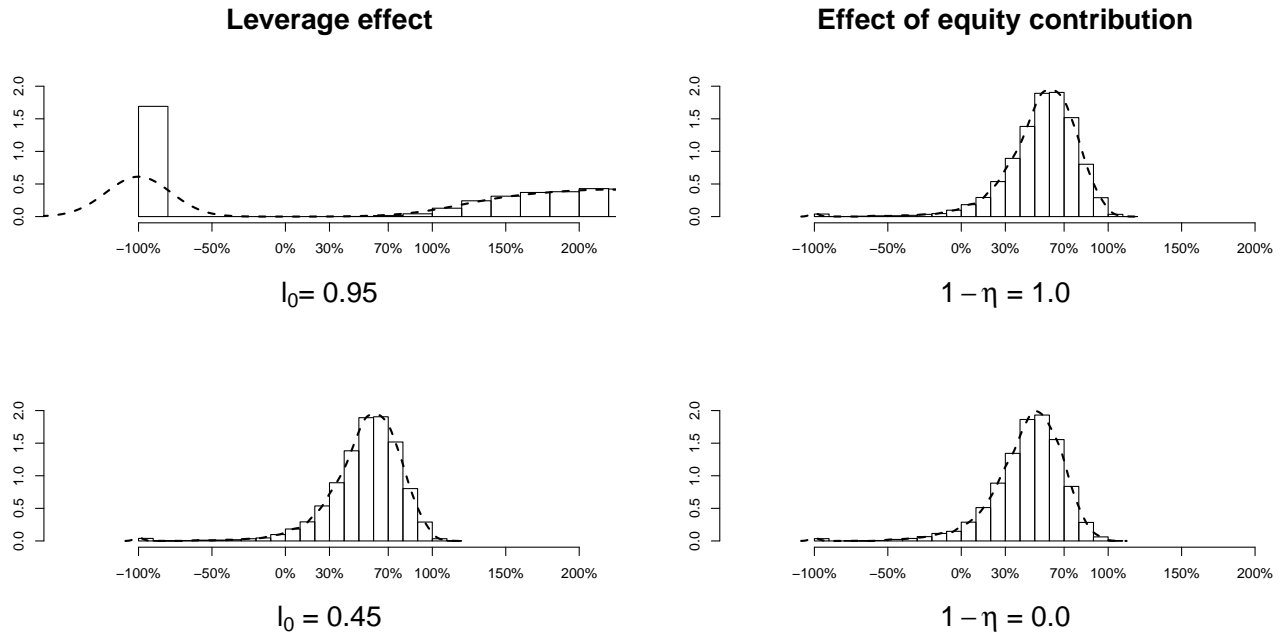 Leverage effect
Effect of equity contribution
0.0 0.5 1.0 1.5 2.0
−100% −50% 0% 30% 70% 100% 150% 200%
l0= 0.95
0.0 0.5 1.0 1.5 2.0
−100% −50% 0% 30% 70% 100% 150% 200%
1 − η = 1.0
0.0 0.5 1.0 1.5 2.0
−100% −50% 0% 30% 70% 100% 150% 200%
l0 = 0.45
0.0 0.5 1.0 1.5 2.0
−100% −50% 0% 30% 70% 100% 150% 200%
1 − η = 0.0